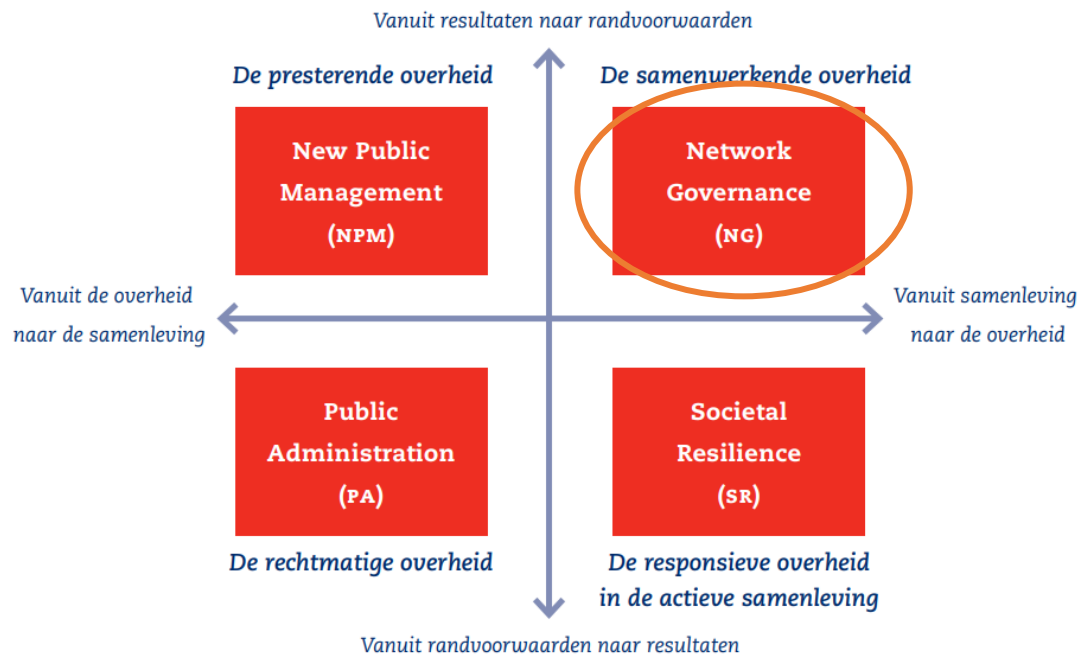 Vanuit resultaten naar randvoorwaarden
De presterende overheid
De samenwerkende overheid
New Public
Management
(NPM)
Network
Governance
(NG)
Vanuit de overheid
naar de samenleving
Vanuit samenleving
naar de overheid
Public
Administration
(PA)
Societal
Resilience
(SR)
De rechtmatige overheid
De responsieve overheid
in de actieve samenleving
Vanuit randvoorwaarden naar resultaten